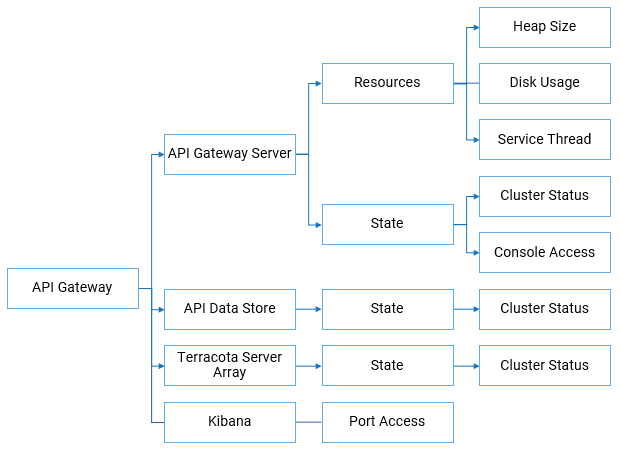 Heap Size
Resources
Disk Usage
Service Thread
API Gateway Server
State
Cluster Status
Console Access
API Gateway
API Data Store
State
Cluster Status
Terracota Server
Array
State
Cluster Status
Kibana
Port Access